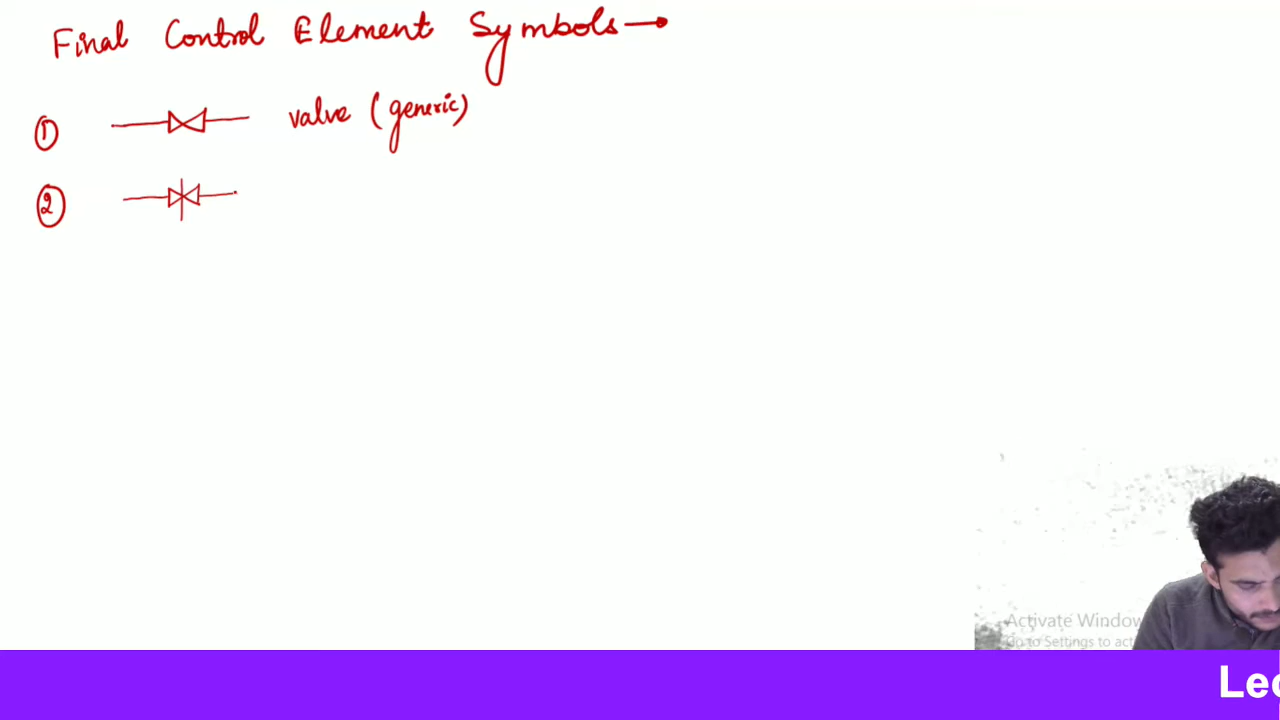 Final Control Element Symbols
① valve (generic)
②
Activate Window
Go to Settings to act
Lec